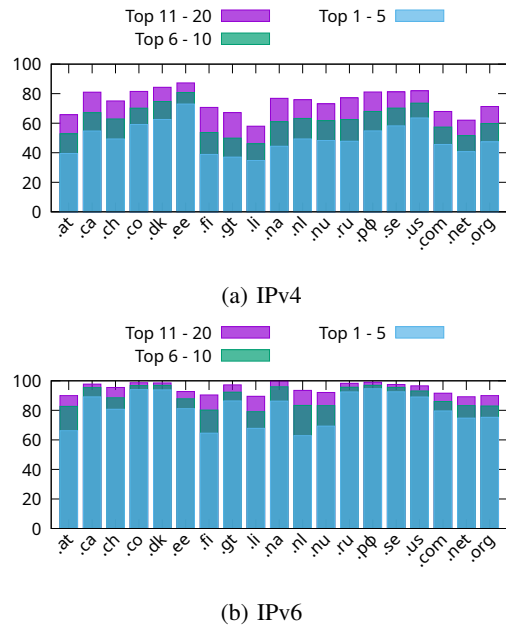 Top 11 - 20 Top 1 - 5
Top 6 - 10
100
80
60
40
20
0
.at .ca .ch .co .dk .ee .fi .gt .li .na .nl .nu .ru .рф .se .us .com .net .org
(a) IPv4
Top 11 - 20 Top 1 - 5
Top 6 - 10
100
80
60
40
20
0
.at .ca .ch .co .dk .ee .fi .gt .li .na .nl .nu .ru .рф .se .us .com .net .org
(b) IPv6